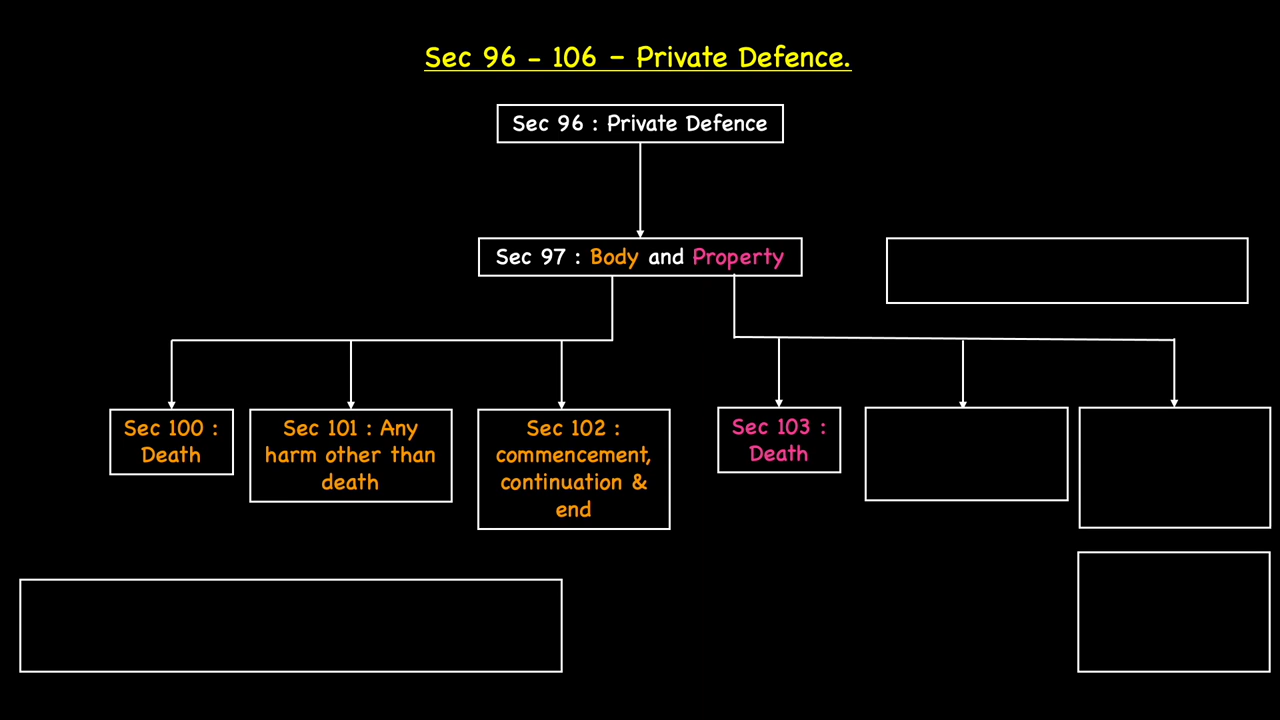 Sec 96 - 106 – Private Defence.
Sec 96 : Private Defence
Sec 97 : Body and Property
Sec 100 :
Death
Sec 101 : Any
harm other than
death
Sec 102 :
commencement,
continuation &
end
Sec 103 :
Death